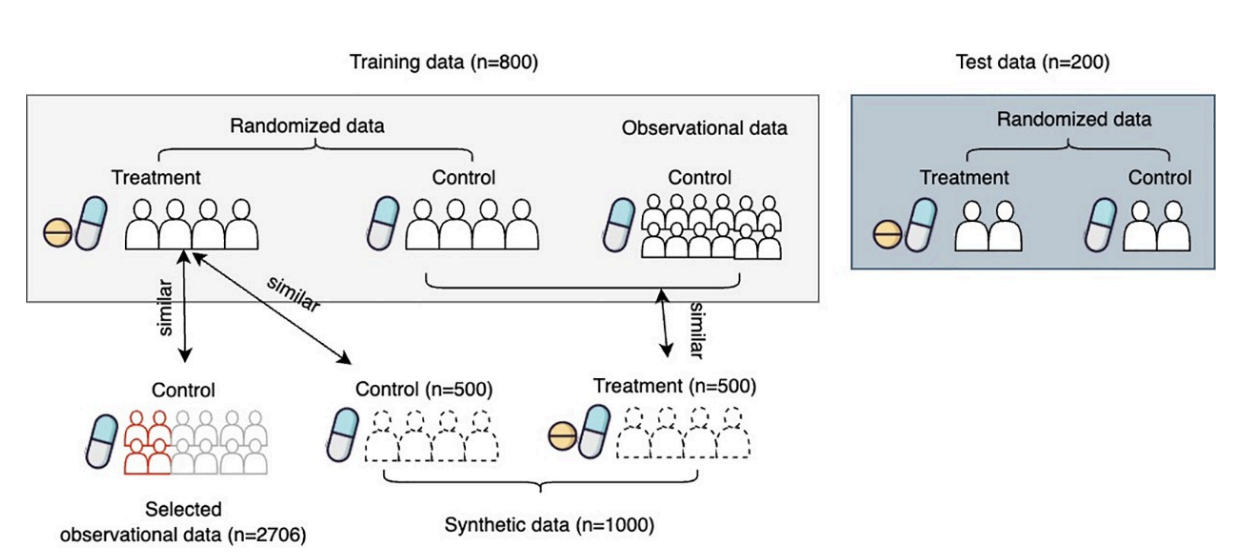 Training data (n=800)
Test data (n=200)
Randomized data
Observational data
Randomized data
Treatment
Control
Control
Treatment
Control
similar
similar
similar
Control
Control (n=500)
Treatment (n=500)
Selected
observational data (n=2706)
Synthetic data (n=1000)